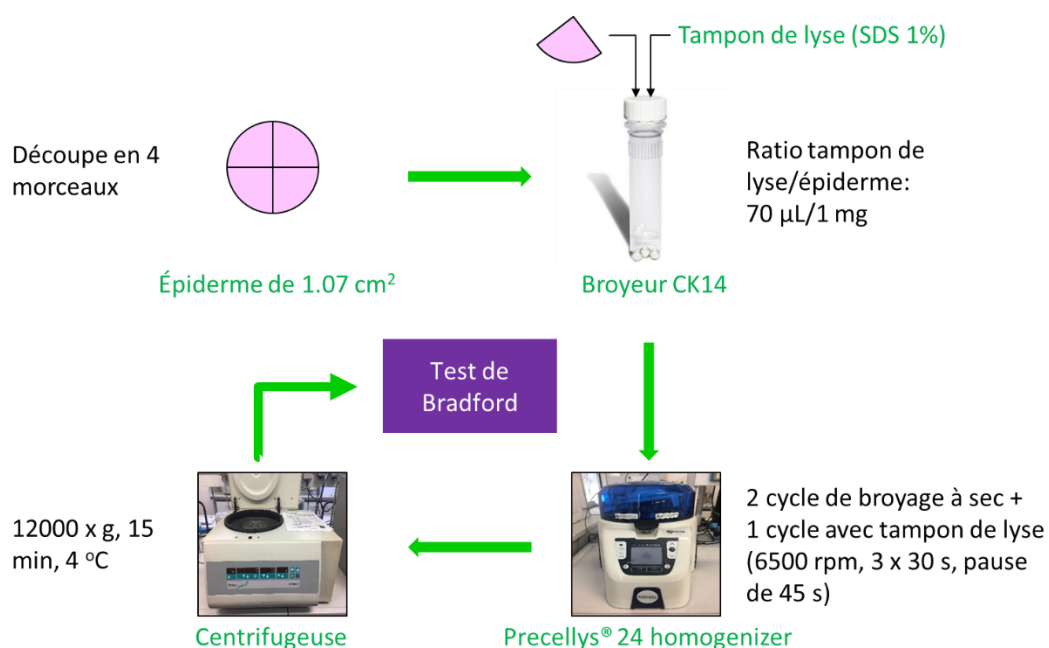 Tampon de lyse (SDS 1%)
Découpe en 4
morceaux
Ratio tampon de
lyse/épiderme:
70 µL/1 mg
Épiderme de 1.07 cm²
Broyeur CK14
Test de
Bradford
12000 x g, 15
min, 4 °C
2 cycle de broyage à sec +
1 cycle avec tampon de lyse
(6500 rpm, 3 x 30 s, pause
de 45 s)
Centrifugeuse
Precellys® 24 homogenizer